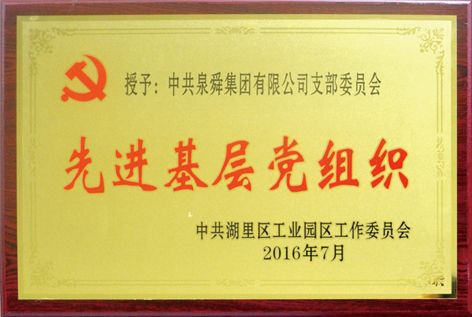 授予：中共泉舜集团有限公司支部委员会
先进基层党组织
中共湖里区工业园区工作委员会
2016年7月